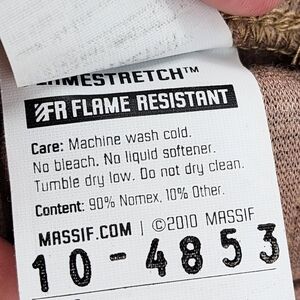 FLAMESTRETCH™
FR FLAME RESISTANT
Care: Machine wash cold.
No bleach. No liquid softener.
Tumble dry low. Do not dry clean.
Content: 90% Nomex, 10% Other.
MASSIF.COM | ©2010 MASSIF
10-4853